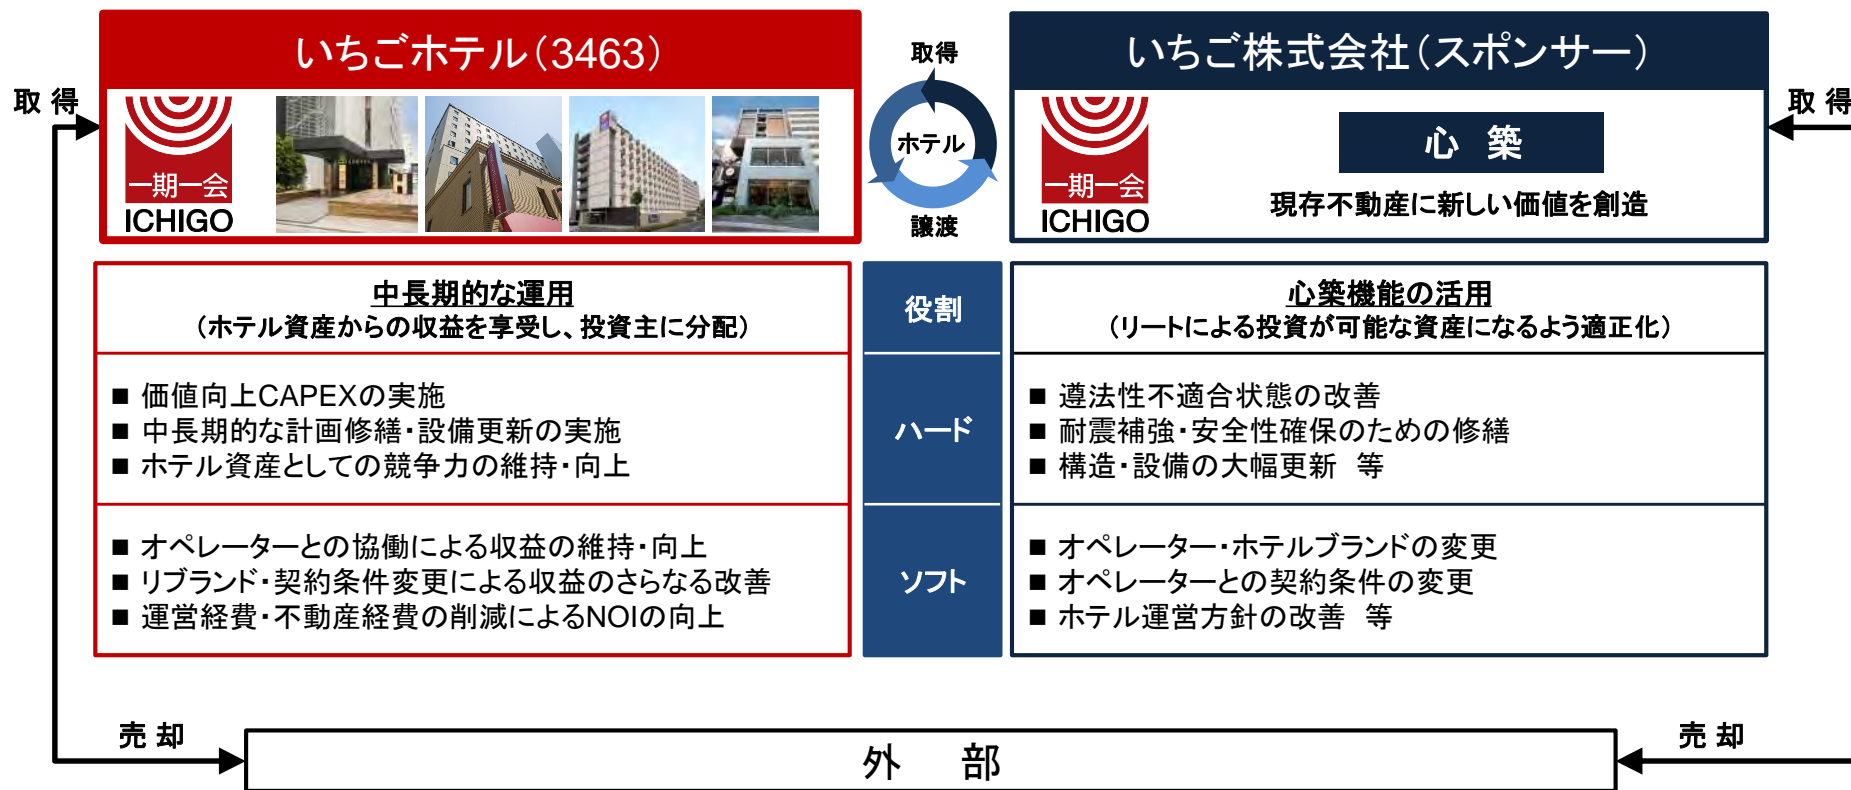 いちごホテル（3463）
取得
一期一会
ICHIGO
取得
ホテル
譲渡
いちご株式会社（スポンサー）
一期一会
ICHIGO
心 築
現存不動産に新しい価値を創造
取得
中長期的な運用
（ホテル資産からの収益を享受し、投資主に分配）
役割
心築機能の活用
（リートによる投資が可能な資産になるよう適正化）
■ 価値向上CAPEXの実施
■ 中長期的な計画修繕・設備更新の実施
■ ホテル資産としての競争力の維持・向上
ハード
■ 遵法性不適合状態の改善
■ 耐震補強・安全性確保のための修繕
■ 構造・設備の大幅更新 等
■ オペレーターとの協働による収益の維持・向上
■ リブランド・契約条件変更による収益のさらなる改善
■ 運営経費・不動産経費の削減によるNOIの向上
ソフト
■ オペレーター・ホテルブランドの変更
■ オペレーターとの契約条件の変更
■ ホテル運営方針の改善 等
売却
外 部
売却